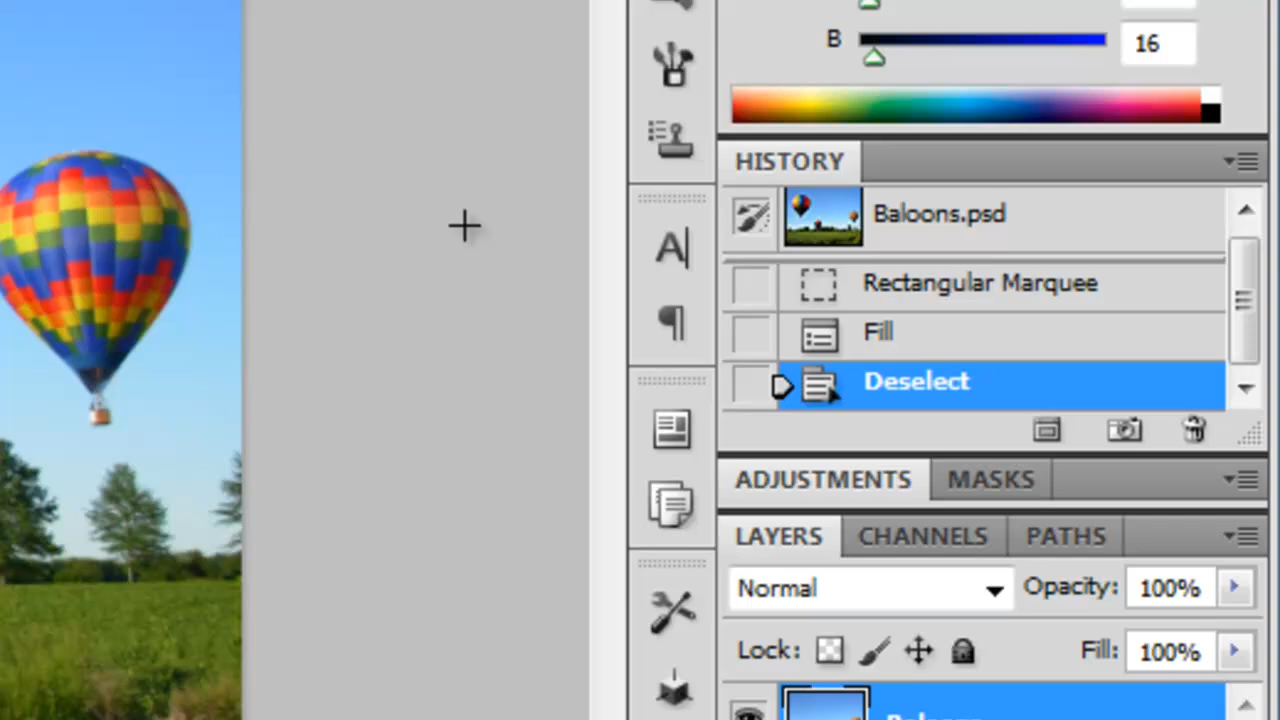 B 16
HISTORY
Baloons.psd
Rectangular Marquee
Fill
Deselect
ADJUSTMENTS MASKS
LAYERS CHANNELS PATHS
Normal Opacity: 100%
Lock: Fill: 100%